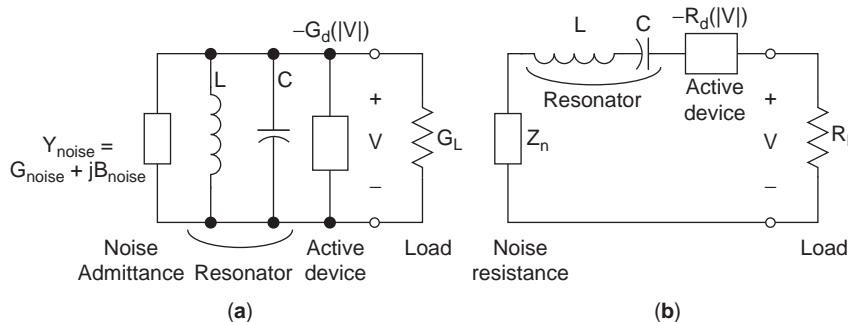 −G_d(|V|)
L
C
+
V
−
G_L
Y_noise =
G_noise + jB_noise
Noise
Admittance
Resonator
Active
device
Load
(a)
L
C
−R_d(|V|)
Resonator
Active
device
+
V
−
Z_n
Noise
resistance
Load
(b)